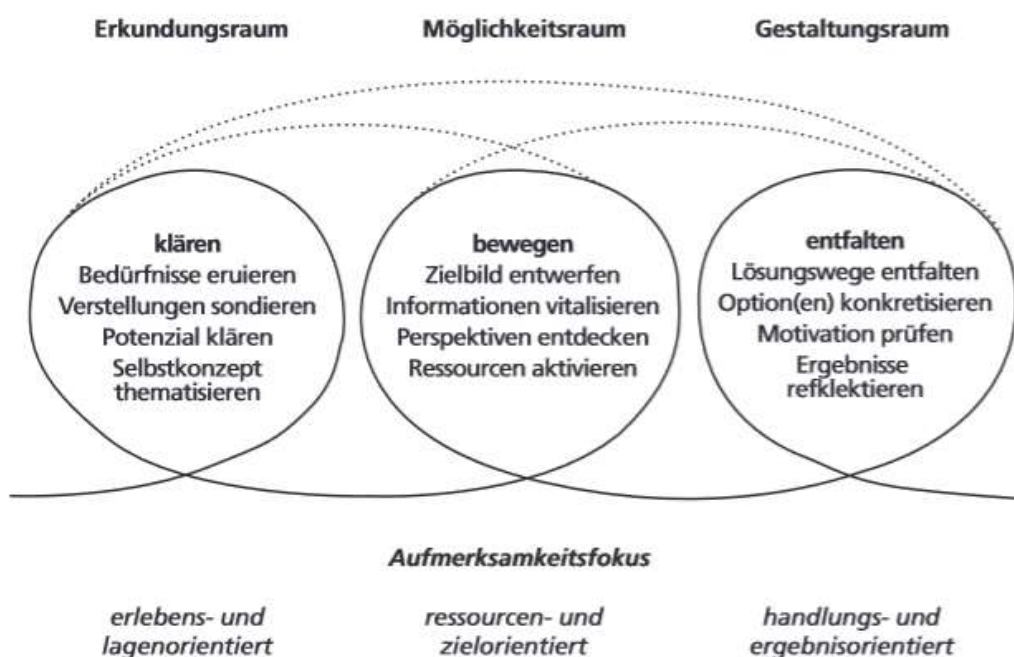 Erkundungsraum
Möglichkeitsraum
Gestaltungsraum
klären
Bedürfnisse eruieren
Verstellungen sondieren
Potenzial klären
Selbstkonzept
thematisieren
bewegen
Zielbild entwerfen
Informationen vitalisieren
Perspektiven entdecken
Ressourcen aktivieren
entfalten
Lösungswege entfalten
Option(en) konkretisieren
Motivation prüfen
Ergebnisse
refklektieren
Aufmerksamkeitsfokus
erlebens- und
lagenorientiert
ressourcen- und
zielorientiert
handlungs- und
ergebnisorientiert